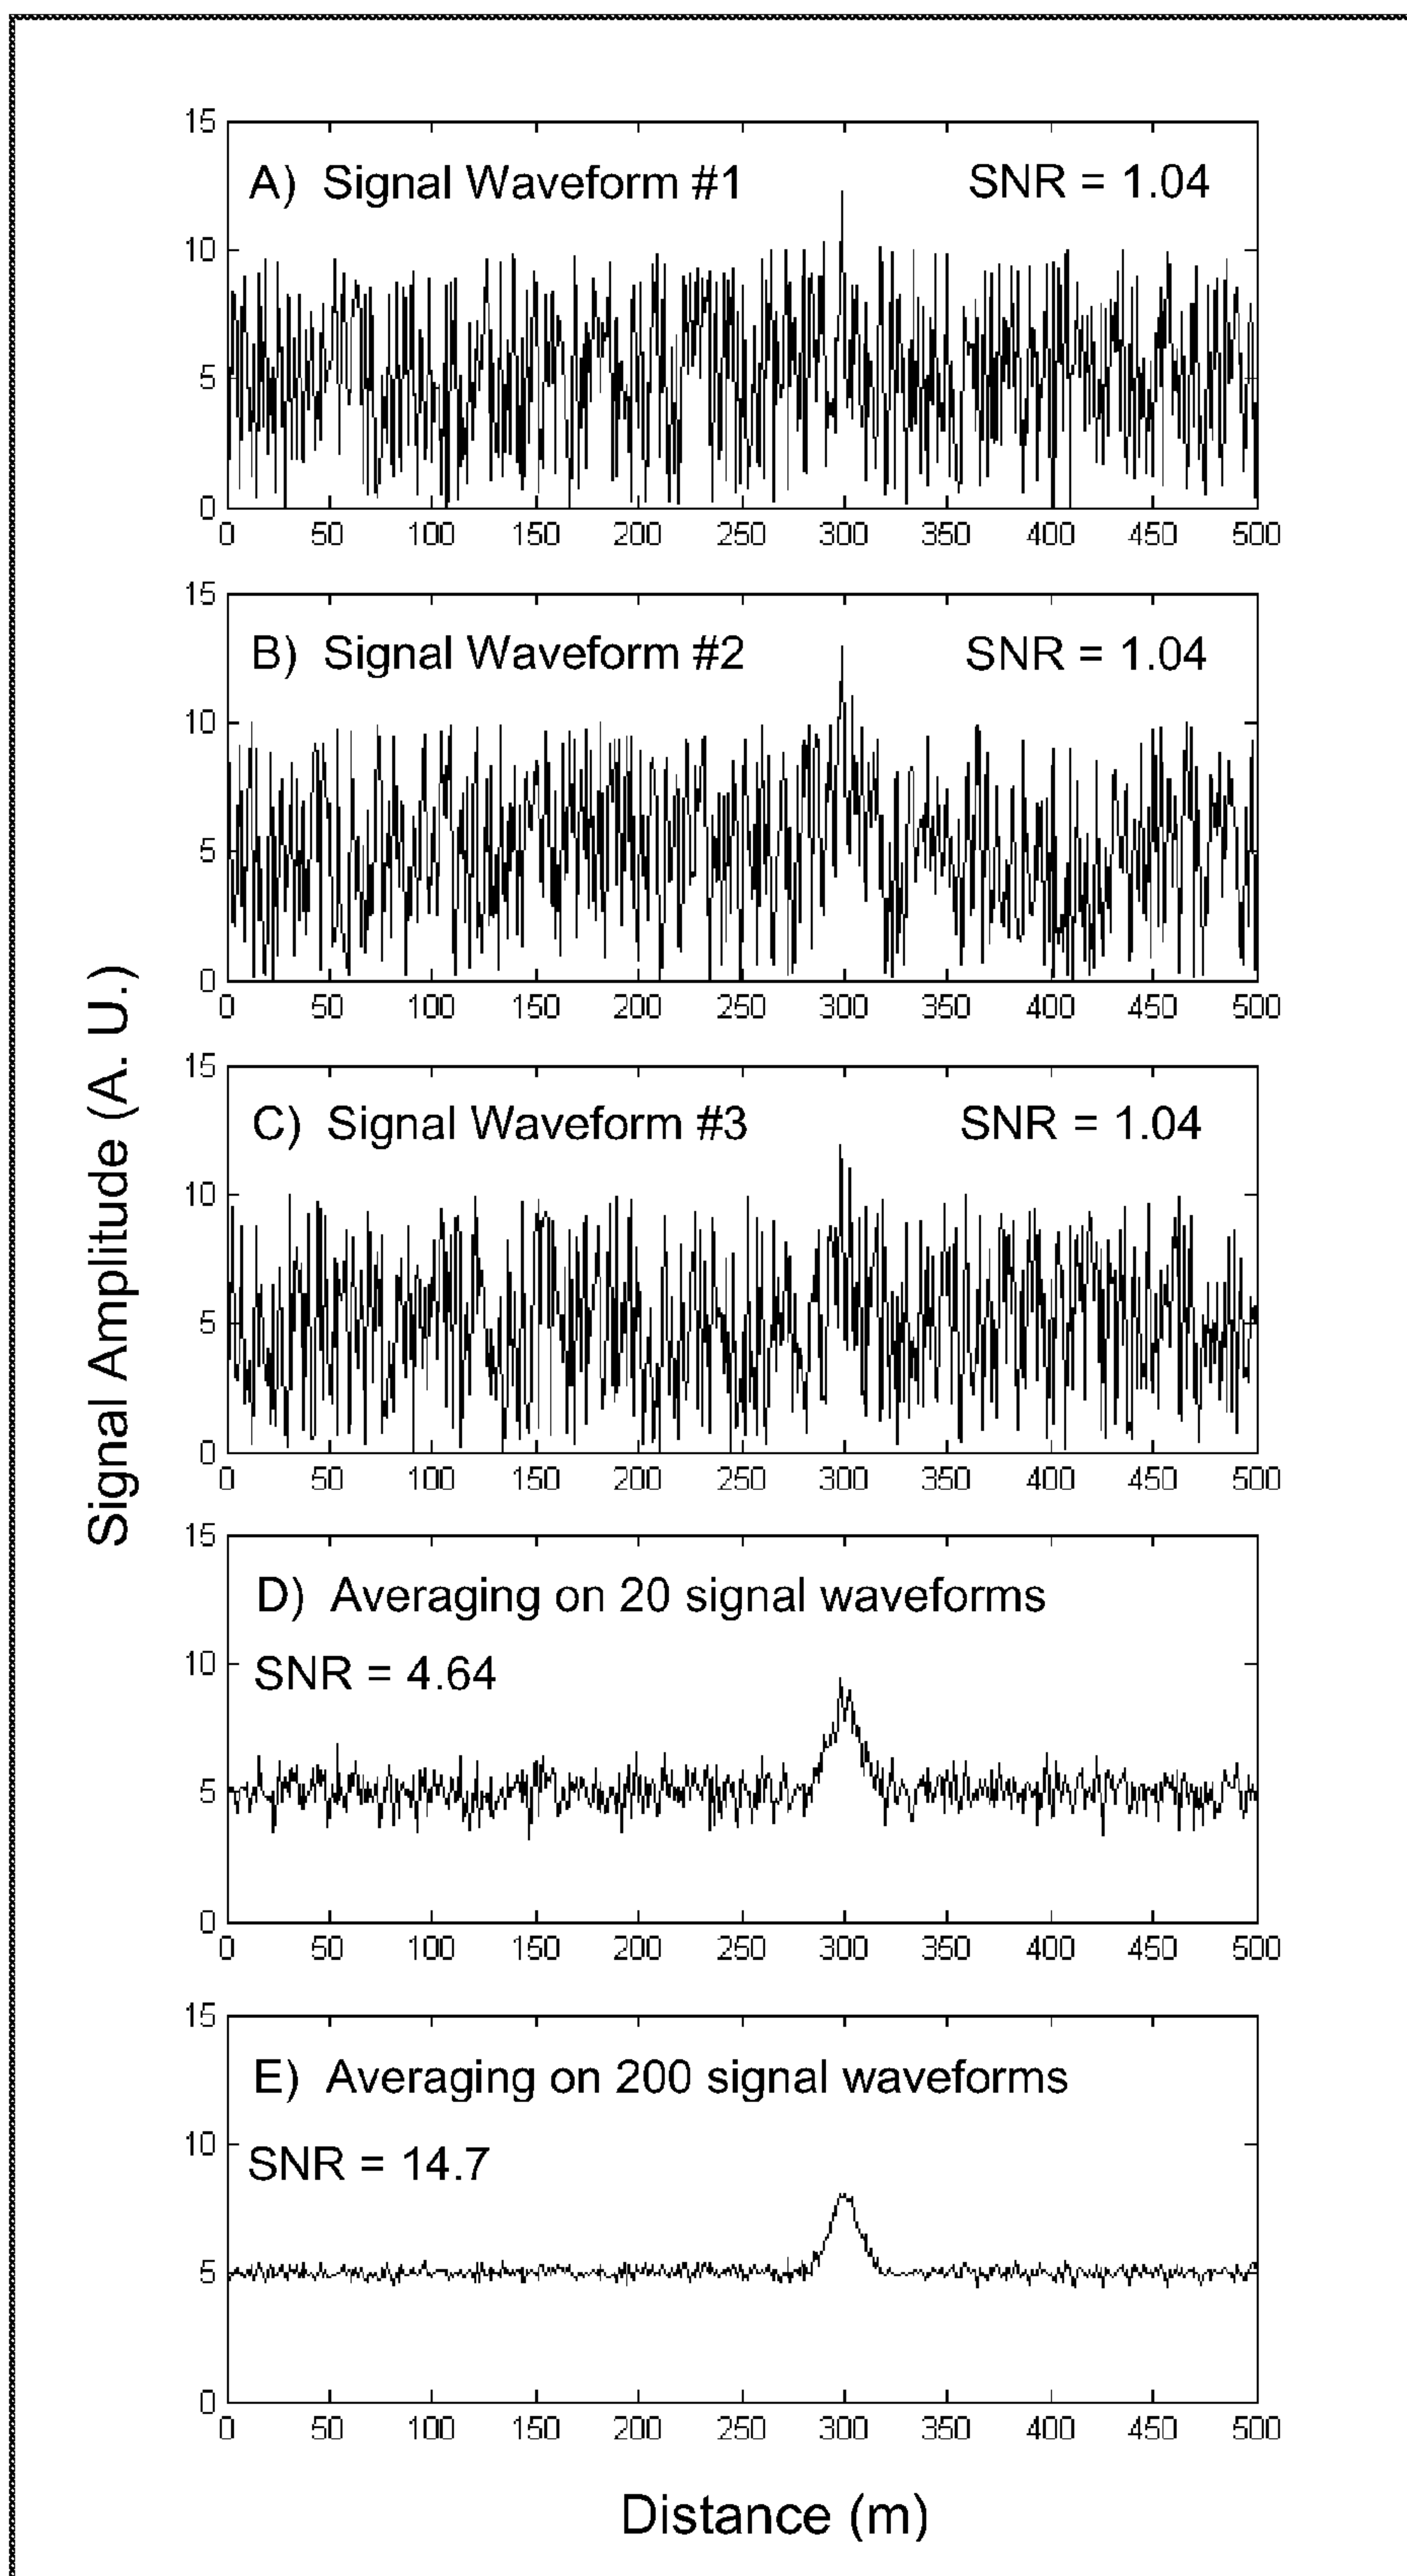 Signal Amplitude (A. U.)
15
A) Signal Waveform #1 SNR = 1.04
10
5
0
0 50 100 150 200 250 300 350 400 450 500
15
B) Signal Waveform #2 SNR = 1.04
10
5
0
0 50 100 150 200 250 300 350 400 450 500
15
C) Signal Waveform #3 SNR = 1.04
10
5
0
0 50 100 150 200 250 300 350 400 450 500
15
D) Averaging on 20 signal waveforms
10
SNR = 4.64
5
0
0 50 100 150 200 250 300 350 400 450 500
15
E) Averaging on 200 signal waveforms
10
SNR = 14.7
5
0
0 50 100 150 200 250 300 350 400 450 500
Distance (m)